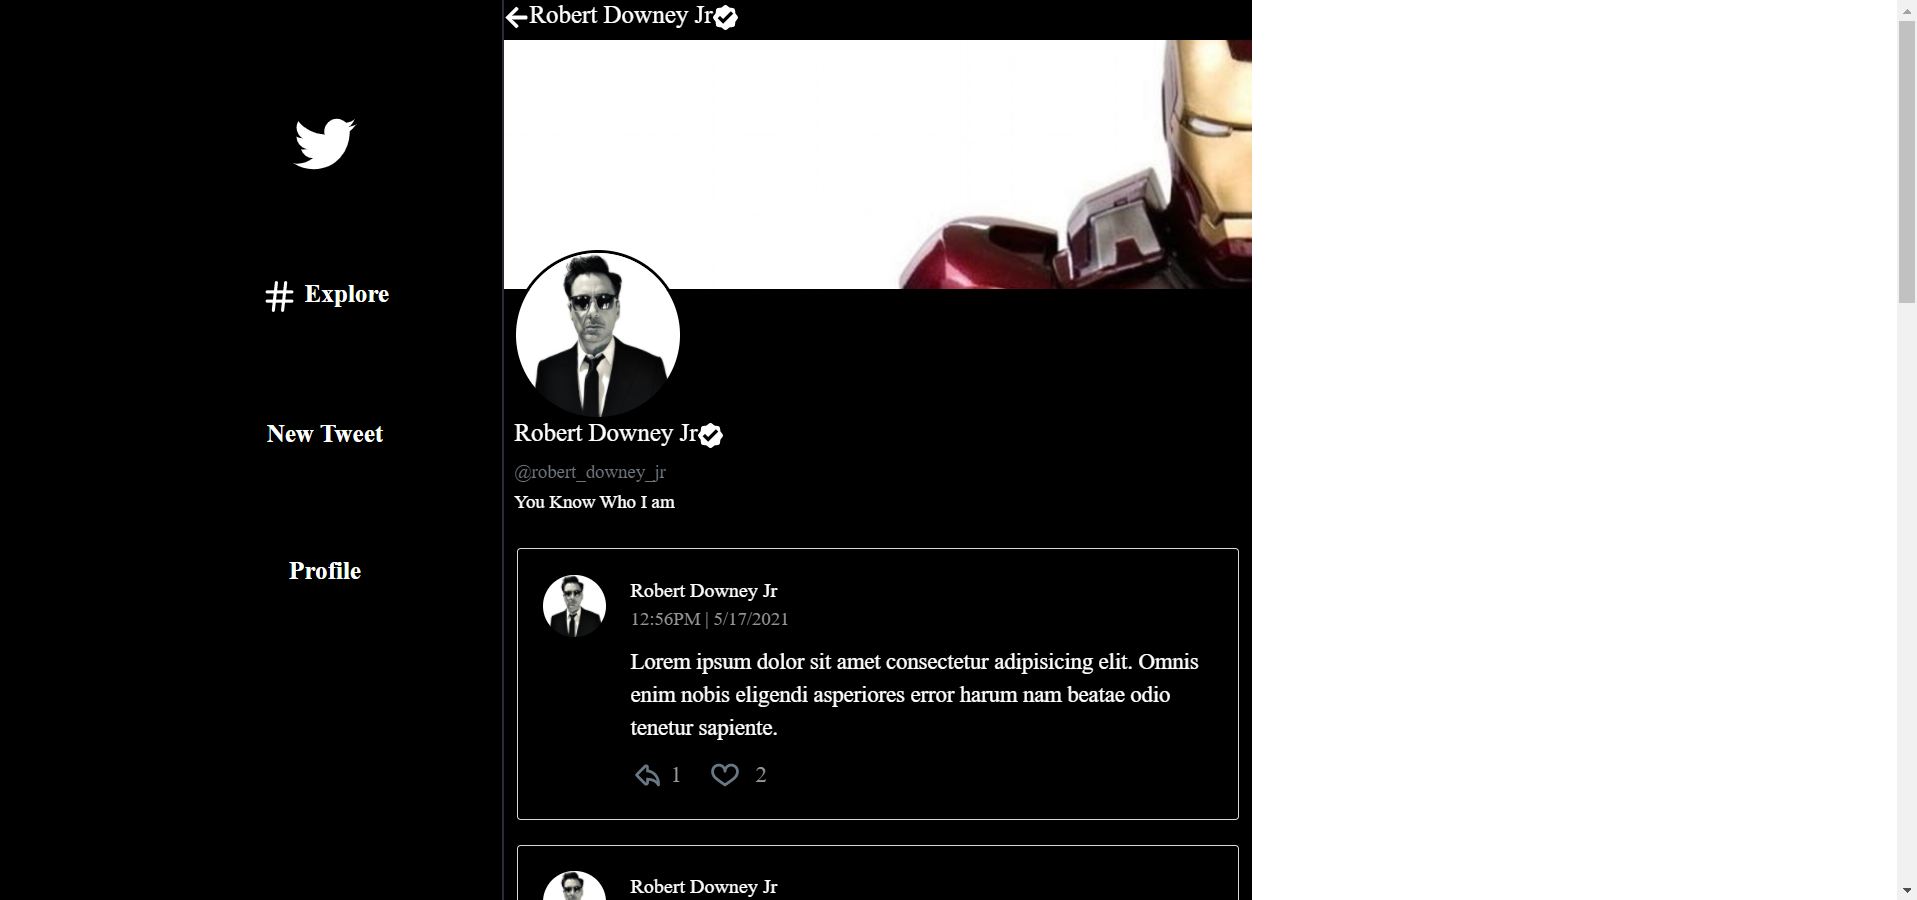 Robert Downey Jr
# Explore
New Tweet
Profile
Robert Downey Jr
@robert_downey_jr
You Know Who I am
Robert Downey Jr
12:56PM | 5/17/2021
Lorem ipsum dolor sit amet consectetur adipisicing elit. Omnis
enim nobis eligendi asperiores error harum nam beatae odio
tenetur sapiente.
1 2
Robert Downey Jr